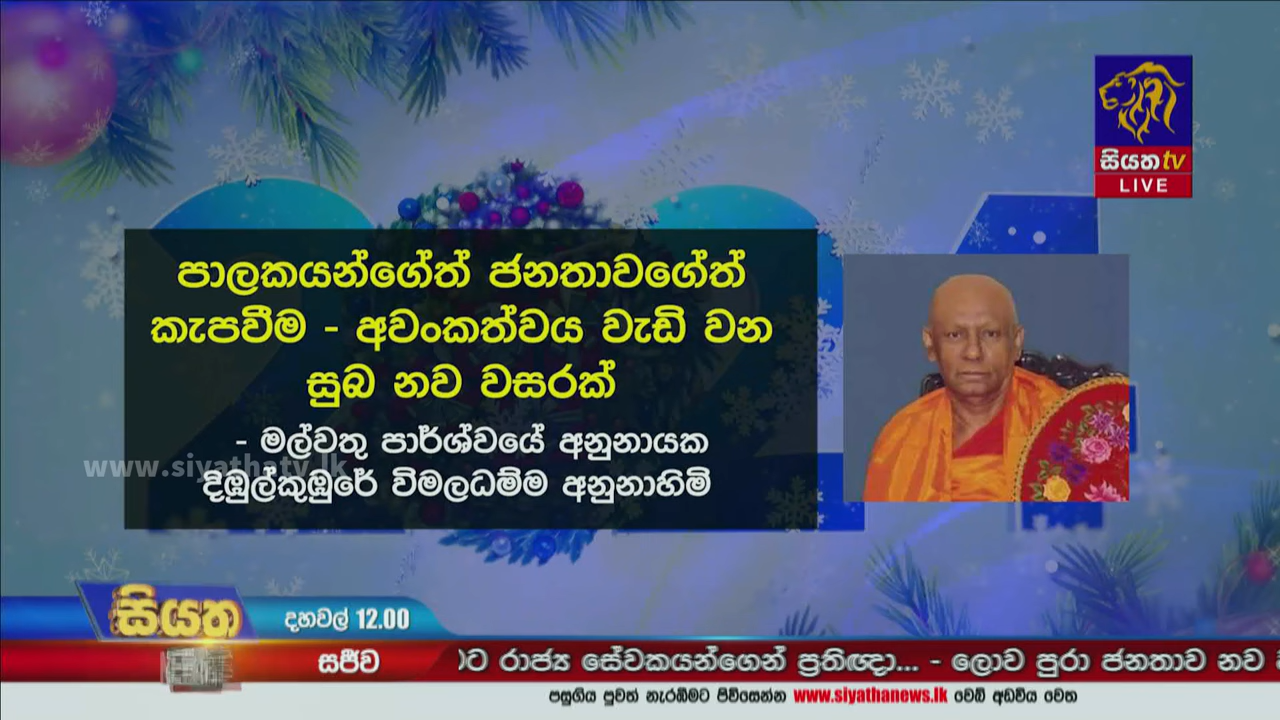 සියත tv
LIVE
පාලකයන්ගේත් ජනතාවගේත්
කැපවීම - අවංකත්වය වැඩි වන
සුබ නව වසරක්
- මල්වතු පාර්ශ්වයේ අනුනායක
දිඹුල්කුඹුරේ විමලධම්ම අනුනාහිමි
www.siyathatv.lk
සියත
දහවල් 12.00
සජීව
රාජ්‍ය සේවකයන්ගෙන් ප්‍රතිඥා... - ලොව පුරා ජනතාව නව
පසුගිය පුවත් නැරඹීමට පිවිසෙන්න www.siyathanews.lk වෙබ් අඩවිය වෙත